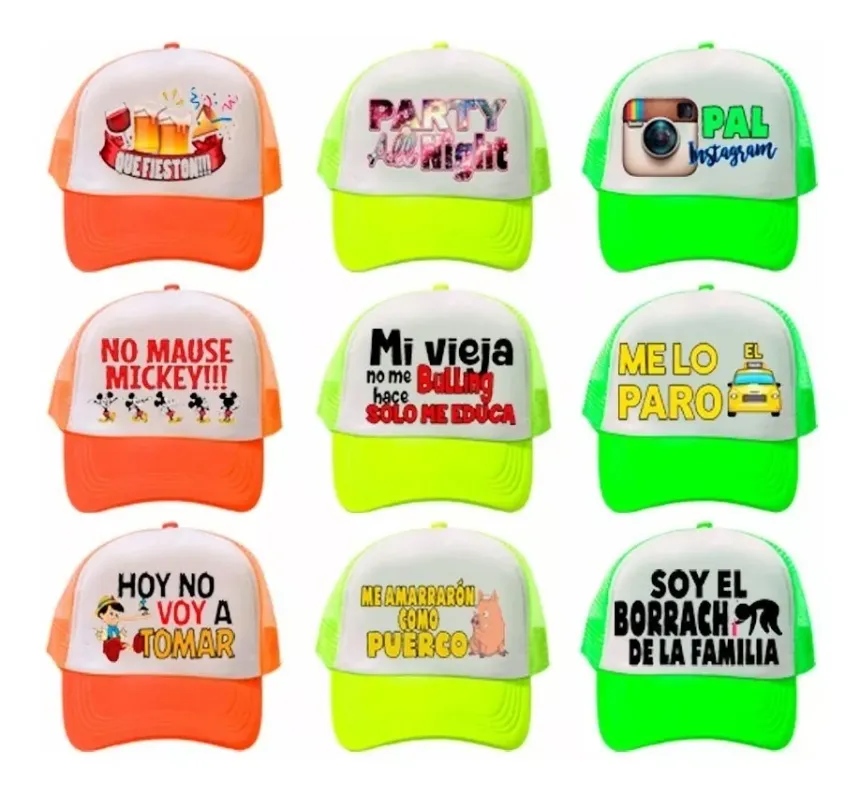 QUE FIESTON!!!
PARTY
All Night
PAL
Instagram
NO MAUSE
MICKEY!!!
Mi vieja
no me Bulling
hace
SOLO ME EDUCA
ME LO EL
PARO
HOY NO
VOY A
TOMAR
ME AMARRARÓN
COMO
PUERCO
SOY EL
BORRACH
DE LA FAMILIA